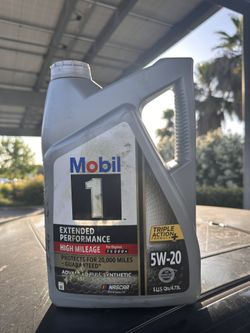 Mobil
1
EXTENDED
PERFORMANCE
HIGH MILEAGE
PROTECTS FOR 20,000 MILES
GUARANTEED
ADVANCED FULL SYNTHETIC
NASCAR
TRIPLE ACTION
5W-20